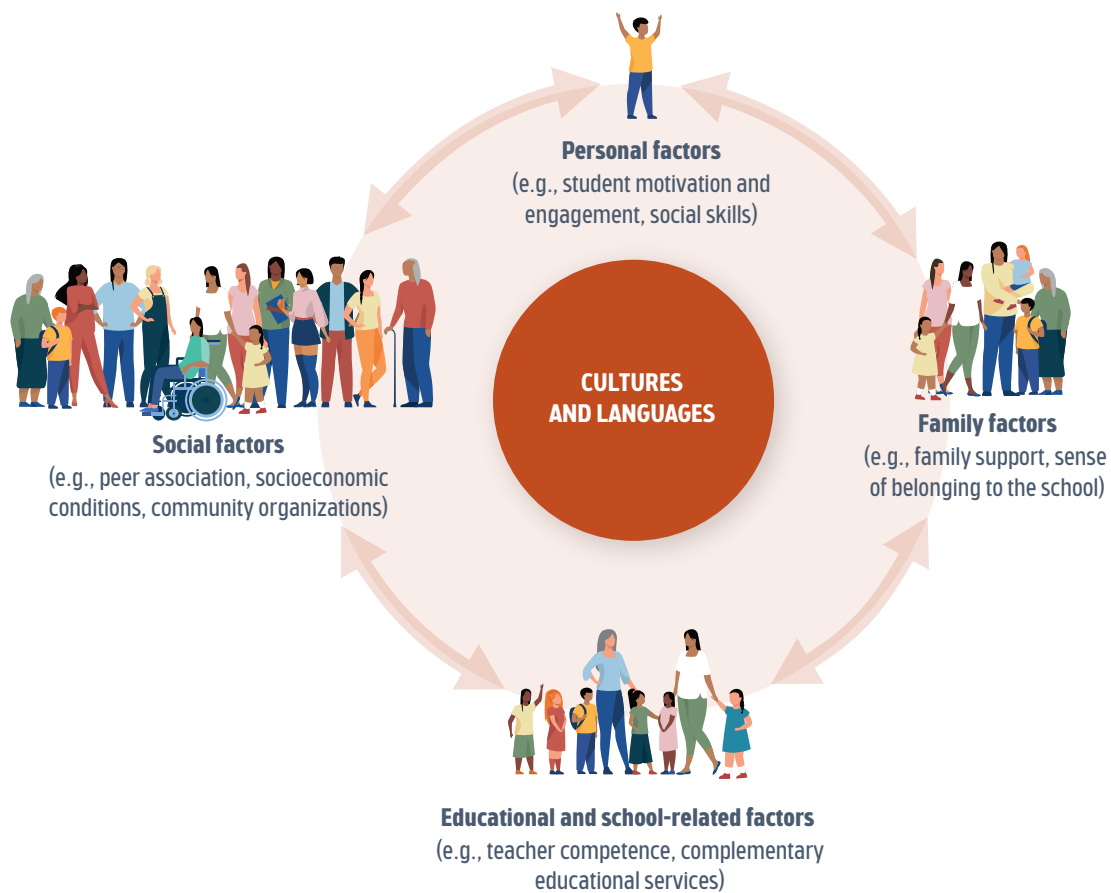 Personal factors
(e.g., student motivation and
engagement, social skills)
CULTURES
AND LANGUAGES
Social factors
(e.g., peer association, socioeconomic
conditions, community organizations)
Family factors
(e.g., family support, sense
of belonging to the school)
Educational and school-related factors
(e.g., teacher competence, complementary
educational services)